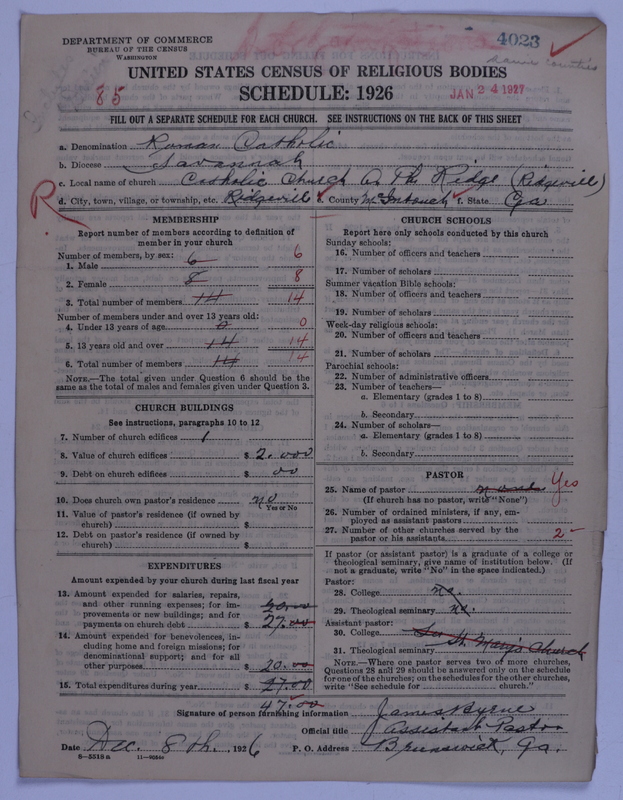 DEPARTMENT OF COMMERCE
BUREAU OF THE CENSUS
WASHINGTON
4023
same counties
UNITED STATES CENSUS OF RELIGIOUS BODIES
85
SCHEDULE: 1926
JAN 24 1927
FILL OUT A SEPARATE SCHEDULE FOR EACH CHURCH. SEE INSTRUCTIONS ON THE BACK OF THIS SHEET
a. Denomination Roman Catholic
b. Diocese Savannah
c. Local name of church Catholic Church On The Ridge (Ridgevill)
R
d. City, town, village, or township, etc. Ridgevill e. County McIntosh f. State Ga
MEMBERSHIP
Report number of members according to definition of
member in your church
Number of members, by sex:
1. Male 6 6
2. Female 8 8
3. Total number of members 14 14
Number of members under and over 13 years old:
4. Under 13 years of age 0 0
5. 13 years old and over 14 14
6. Total number of members 14 14
NOTE.—The total given under Question 6 should be the
same as the total of males and females given under Question 3.
CHURCH BUILDINGS
See instructions, paragraphs 10 to 12
7. Number of church edifices 1
8. Value of church edifices $ 2.000
9. Debt on church edifices $ 00
10. Does church own pastor's residence no
Yes or No
11. Value of pastor's residence (if owned by
church) $
12. Debt on pastor's residence (if owned by
church) $
EXPENDITURES
Amount expended by your church during last fiscal year
13. Amount expended for salaries, repairs,
and other running expenses; for im-
provements or new buildings; and for
payments on church debt $ 27.00
14. Amount expended for benevolences, in-
cluding home and foreign missions; for
denominational support; and for all
other purposes $ 20.00
15. Total expenditures during year $ 27.00
47.00
CHURCH SCHOOLS
Report here only schools conducted by this church
Sunday schools:
16. Number of officers and teachers
17. Number of scholars
Summer vacation Bible schools:
18. Number of officers and teachers
19. Number of scholars
Week-day religious schools:
20. Number of officers and teachers
21. Number of scholars
Parochial schools:
22. Number of administrative officers
23. Number of teachers—
a. Elementary (grades 1 to 8)
b. Secondary
24. Number of scholars—
a. Elementary (grades 1 to 8)
b. Secondary
PASTOR
25. Name of pastor Yes
(If church has no pastor, write "None")
26. Number of ordained ministers, if any, em-
ployed as assistant pastors
27. Number of other churches served by the
pastor or his assistants 2
If pastor (or assistant pastor) is a graduate of a college or
theological seminary, give name of institution below. (If
not a graduate, write "No" in the space indicated.)
Pastor:
28. College no.
29. Theological seminary no.
Assistant pastor:
30. College See St. Mary's Church
31. Theological seminary
NOTE.—Where one pastor serves two or more churches,
Questions 28 and 29 should be answered only on the schedule
for one of the churches; on the schedules for the other churches,
write "See schedule for church."
Signature of person furnishing information James Byrne
Official title Assistant Pastor
Date Dec. 8th., 1926 P. O. Address Brunswick, Ga.
8-5518 a